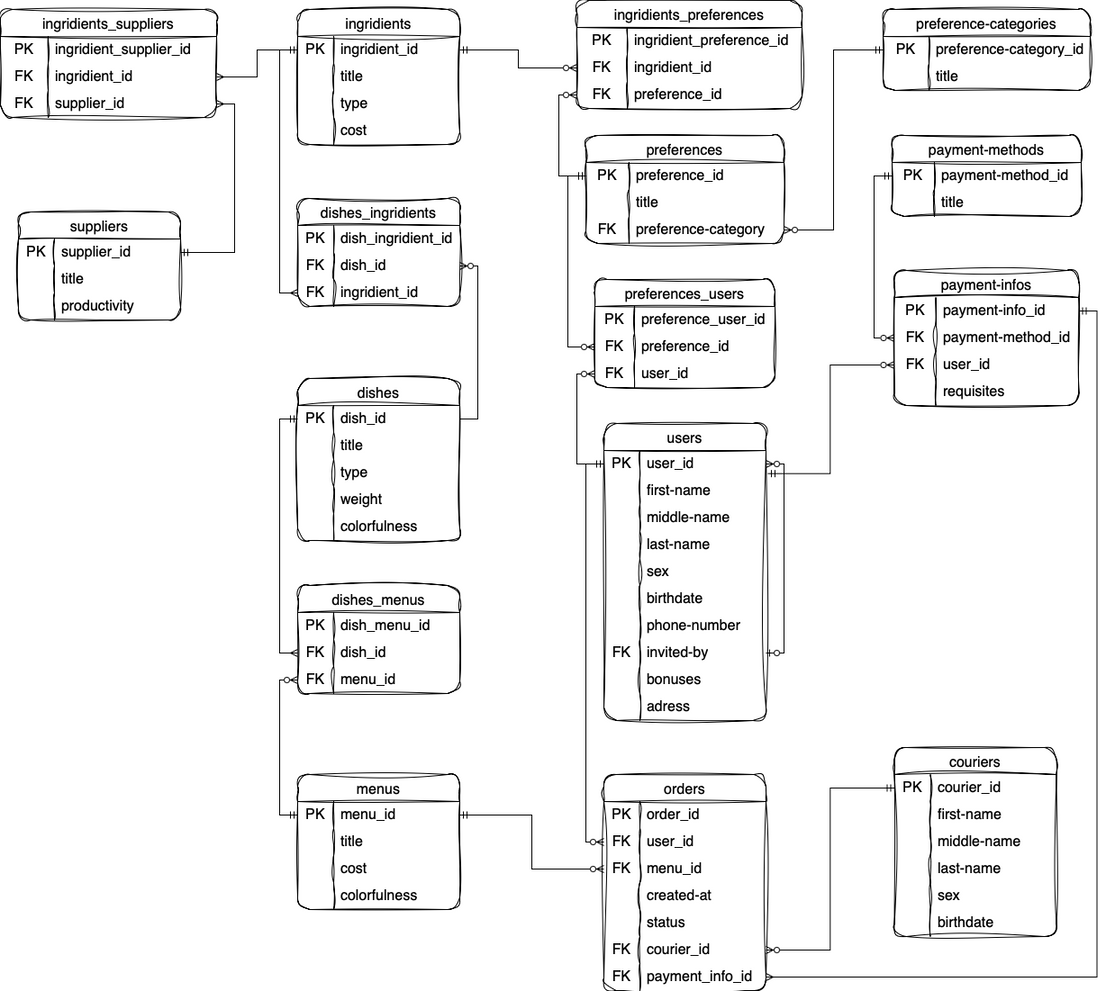 ingridients_suppliers
PK ingridient_supplier_id
FK ingridient_id
FK supplier_id
ingridients
PK ingridient_id
title
type
cost
ingridients_preferences
PK ingridient_preference_id
FK ingridient_id
FK preference_id
preference-categories
PK preference-category_id
title
preferences
PK preference_id
title
FK preference-category
payment-methods
PK payment-method_id
title
suppliers
PK supplier_id
title
productivity
dishes_ingridients
PK dish_ingridient_id
FK dish_id
FK ingridient_id
preferences_users
PK preference_user_id
FK preference_id
FK user_id
payment-infos
PK payment-info_id
FK payment-method_id
FK user_id
requisites
dishes
PK dish_id
title
type
weight
colorfulness
users
PK user_id
first-name
middle-name
last-name
sex
birthdate
phone-number
FK invited-by
bonuses
adress
dishes_menus
PK dish_menu_id
FK dish_id
FK menu_id
menus
PK menu_id
title
cost
colorfulness
orders
PK order_id
FK user_id
FK menu_id
created-at
status
FK courier_id
FK payment_info_id
couriers
PK courier_id
first-name
middle-name
last-name
sex
birthdate